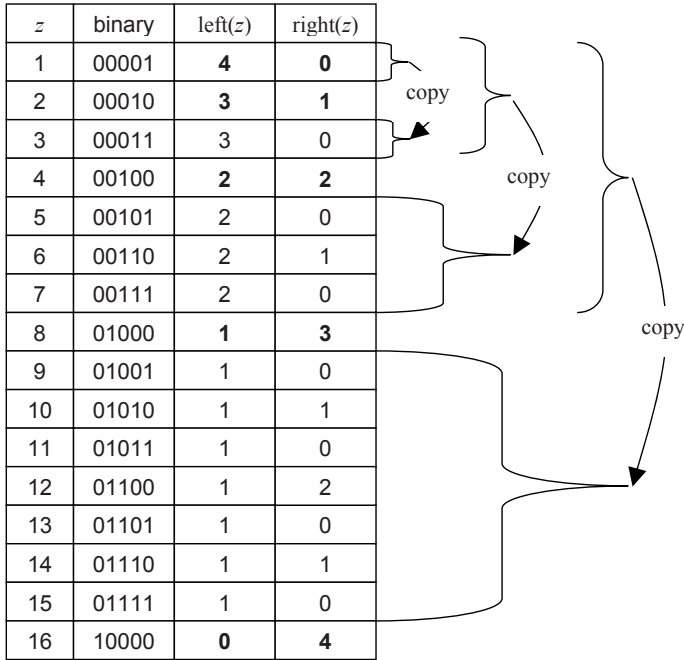 z binary left(z) right(z)
1 00001 4 0
2 00010 3 1
3 00011 3 0
4 00100 2 2
5 00101 2 0
6 00110 2 1
7 00111 2 0
8 01000 1 3
9 01001 1 0
10 01010 1 1
11 01011 1 0
12 01100 1 2
13 01101 1 0
14 01110 1 1
15 01111 1 0
16 10000 0 4
copy
copy
copy